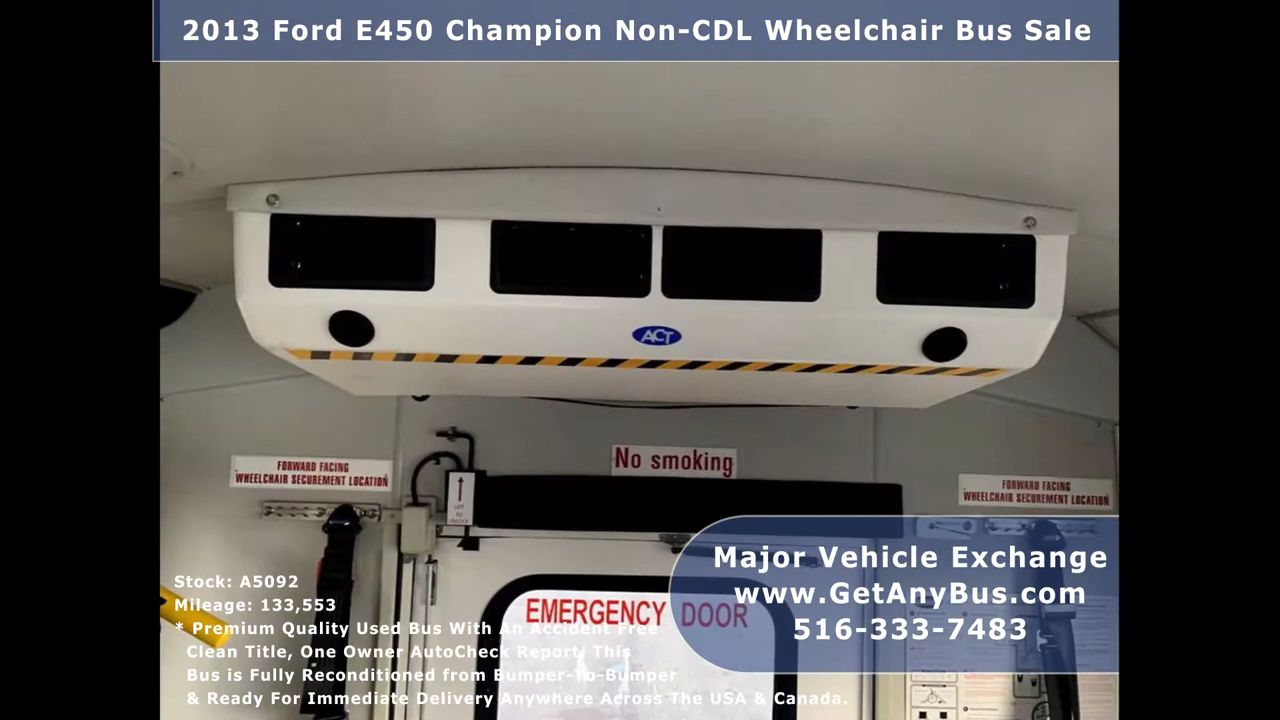 2013 Ford E450 Champion Non-CDL Wheelchair Bus Sale
ACT
No smoking
FORWARD FACING
WHEELCHAIR SECUREMENT LOCATION
FORWARD FACING
WHEELCHAIR SECUREMENT LOCATION
LIFT
TO
UNLOCK
EMERGENCY DOOR
Major Vehicle Exchange
www.GetAnyBus.com
516-333-7483
Stock: A5092
Mileage: 133,553
* Premium Quality Used Bus With An Accident Free
Clean Title, One Owner AutoCheck Report, This
Bus is Fully Reconditioned from Bumper-To-Bumper
& Ready For Immediate Delivery Anywhere Across The USA & Canada.